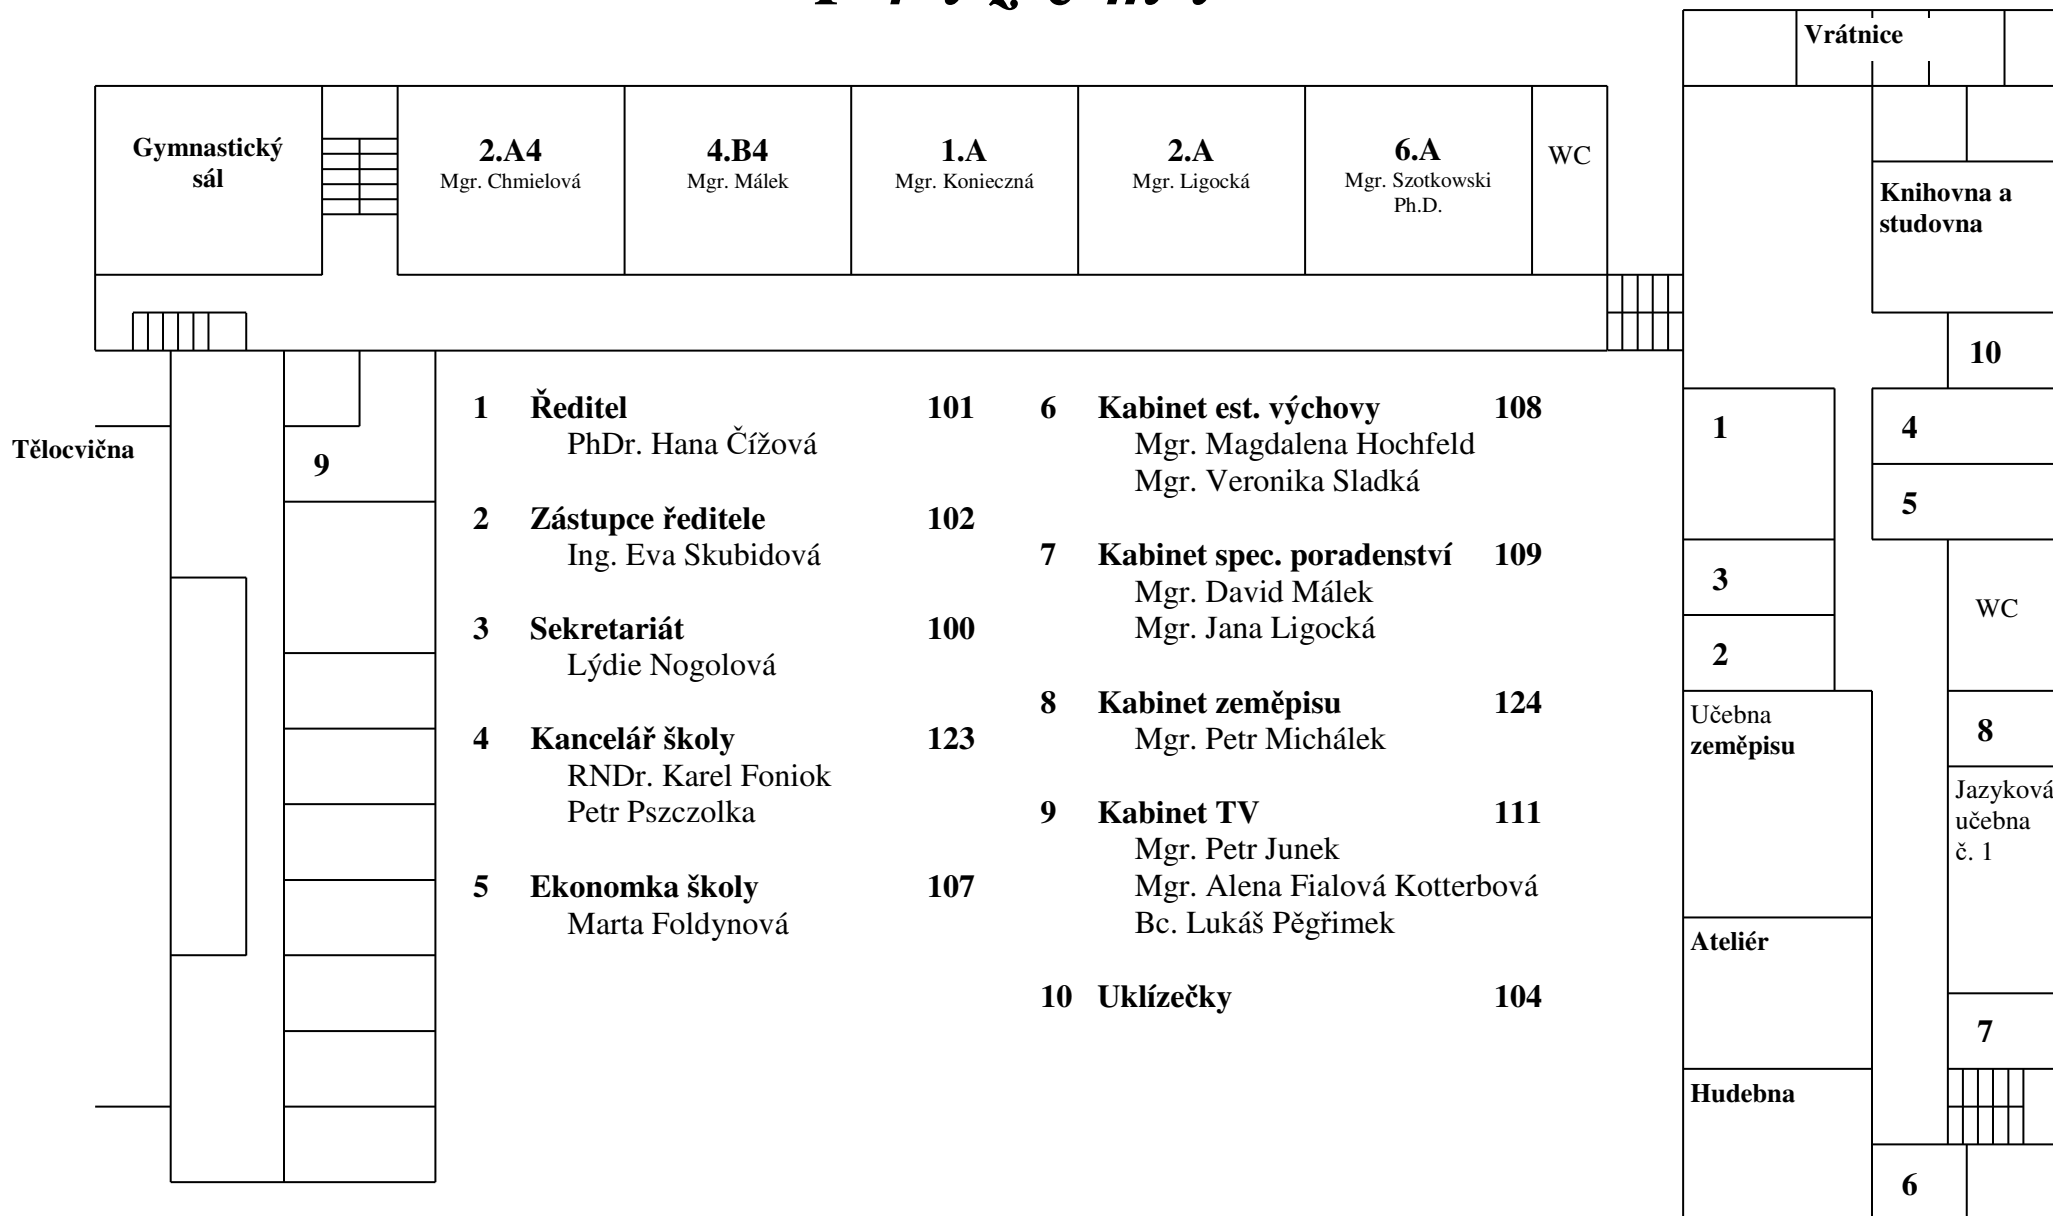 Vrátnice
Gymnastický
sál
2.A4
Mgr. Chmielová
4.B4
Mgr. Málek
1.A
Mgr. Konieczná
2.A
Mgr. Ligocká
6.A
Mgr. Szotkowski
Ph.D.
WC
Knihovna a
studovna
10
Tělocvična
9
1 Ředitel 101
PhDr. Hana Čížová
2 Zástupce ředitele 102
Ing. Eva Skubidová
3 Sekretariát 100
Lýdie Nogolová
4 Kancelář školy 123
RNDr. Karel Foniok
Petr Pszczolka
5 Ekonomka školy 107
Marta Foldynová
6 Kabinet est. výchovy 108
Mgr. Magdalena Hochfeld
Mgr. Veronika Sladká
7 Kabinet spec. poradenství 109
Mgr. David Málek
Mgr. Jana Ligocká
8 Kabinet zeměpisu 124
Mgr. Petr Michálek
9 Kabinet TV 111
Mgr. Petr Junek
Mgr. Alena Fialová Kotterbová
Bc. Lukáš Pěgřimek
10 Uklízečky 104
1
4
5
3
2
WC
Učebna
zeměpisu
8
Jazyková
učebna
č. 1
Ateliér
7
Hudebna
6